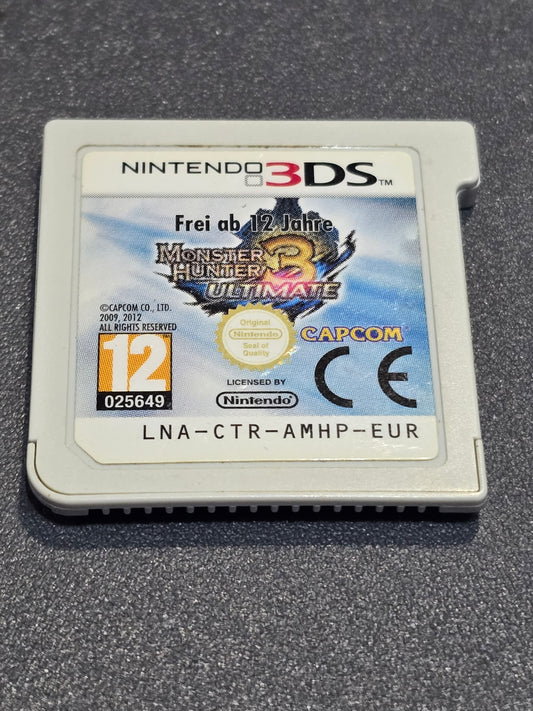 NINTENDO 3DS™
Frei ab 12 Jahre
MONSTER
HUNTER 3
ULTIMATE
©CAPCOM CO., LTD.
2009, 2012
ALL RIGHTS RESERVED
Original
Nintendo
Seal of
Quality
CAPCOM
12
025649
LICENSED BY
Nintendo
CE
LNA-CTR-AMHP-EUR